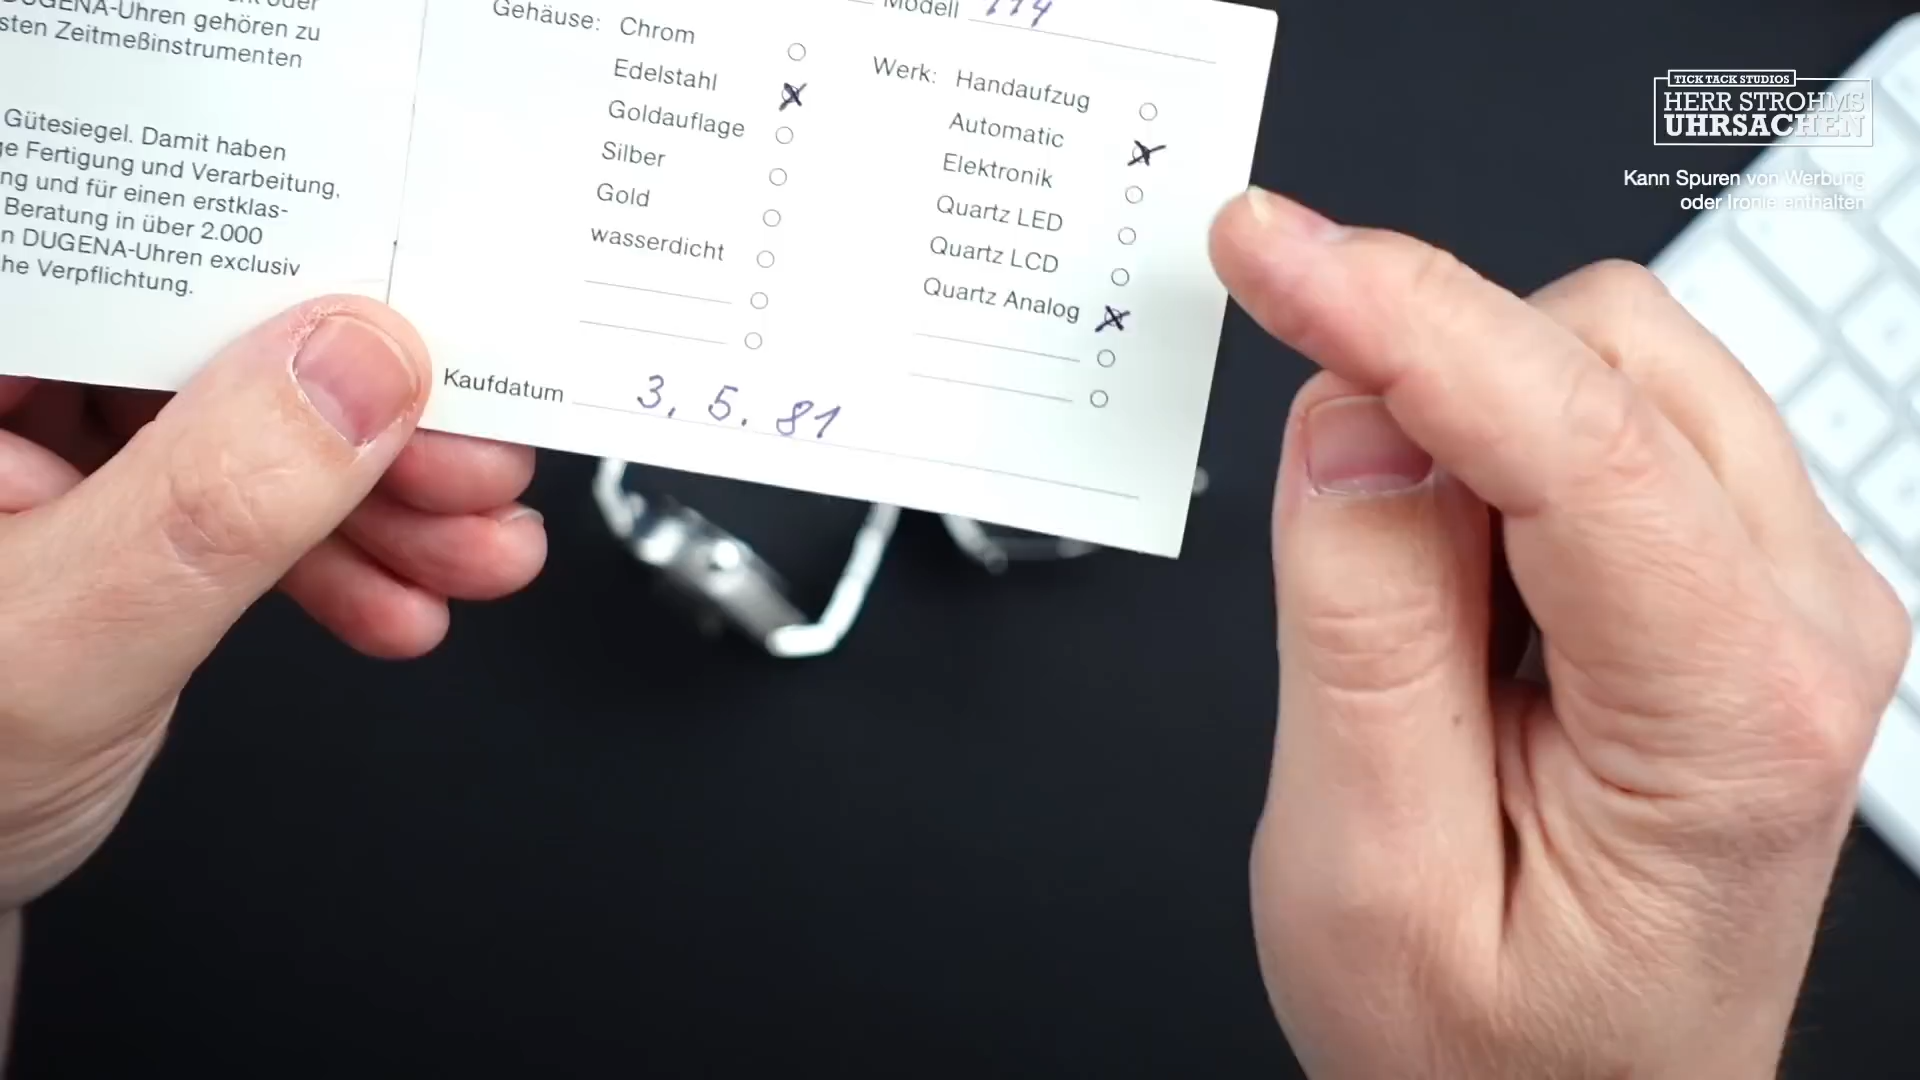 DUGENA-Uhren gehören zu
sten Zeitmeßinstrumenten
Gütesiegel. Damit haben
ge Fertigung und Verarbeitung,
ng und für einen erstklas-
Beratung in über 2.000
n DUGENA-Uhren exclusiv
he Verpflichtung.
Gehäuse: Chrom
Edelstahl
Goldauflage
Silber
Gold
wasserdicht
Kaufdatum 3. 5. 81
Modell
Werk: Handaufzug
Automatic
Elektronik
Quartz LED
Quartz LCD
Quartz Analog
TICK TACK STUDIOS
HERR STROHMS
UHRSACHEN
Kann Spuren von Werbung
oder Ironie enthalten